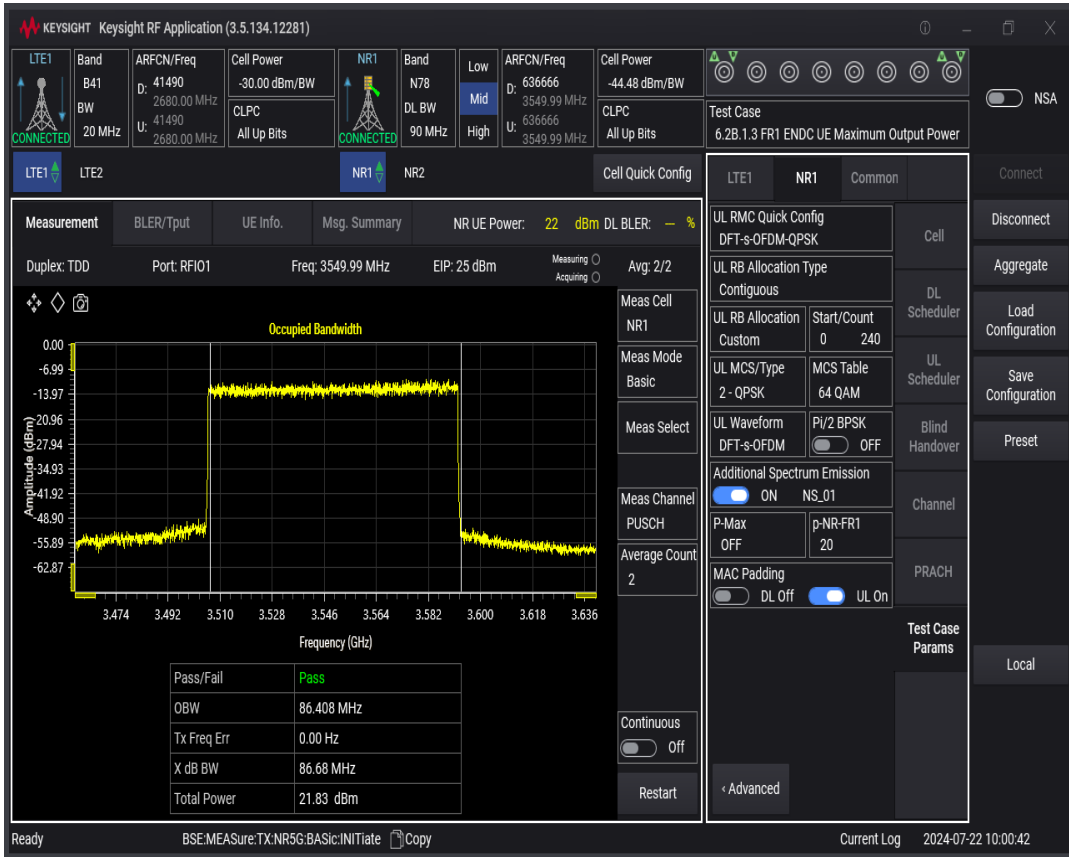 KEYSIGHT Keysight RF Application (3.5.134.12281)
LTE1 Band ARFCN/Freq Cell Power NR1 Band Low ARFCN/Freq Cell Power
B41 D: 41490 -30.00 dBm/BW N78 D: 636666 -44.48 dBm/BW
2680.00 MHz Mid 3549.99 MHz
BW CLPC DL BW CLPC Test Case
NSA
CONNECTED 20 MHz U: 41490 All Up Bits CONNECTED 90 MHz High U: 636666 All Up Bits 6.2B.1.3 FR1 ENDC UE Maximum Output Power
2680.00 MHz 3549.99 MHz
LTE1 LTE2 NR1 NR2 Cell Quick Config
LTE1 NR1 Common
Connect
Measurement BLER/Tput UE Info. Msg. Summary NR UE Power: 22 dBm DL BLER: — %
Duplex: TDD Port: RFIO1 Freq: 3549.99 MHz EIP: 25 dBm Measuring Acquiring Avg: 2/2
Occupied Bandwidth
Amplitude (dBm)
0.00
-6.99
-13.97
-20.96
-27.94
-34.93
-41.92
-48.90
-55.89
-62.87
3.474 3.492 3.510 3.528 3.546 3.564 3.582 3.600 3.618 3.636
Frequency (GHz)
Pass/Fail Pass
OBW 86.408 MHz
Tx Freq Err 0.00 Hz
X dB BW 86.68 MHz
Total Power 21.83 dBm
Meas Cell
NR1
Meas Mode
Basic
Meas Select
Meas Channel
PUSCH
Average Count
2
Continuous
Off
Restart
UL RMC Quick Config
DFT-s-OFDM-QPSK
UL RB Allocation Type
Contiguous
UL RB Allocation Start/Count
Custom 0 240
UL MCS/Type MCS Table
2 - QPSK 64 QAM
UL Waveform Pi/2 BPSK
DFT-s-OFDM OFF
Additional Spectrum Emission
ON NS_01
P-Max p-NR-FR1
OFF 20
MAC Padding
DL Off UL On
‹ Advanced
Cell
DL
Scheduler
UL
Scheduler
Blind
Handover
Channel
PRACH
Test Case
Params
Disconnect
Aggregate
Load
Configuration
Save
Configuration
Preset
Local
Ready BSE:MEASure:TX:NR5G:BASic:INITiate Copy Current Log 2024-07-22 10:00:42